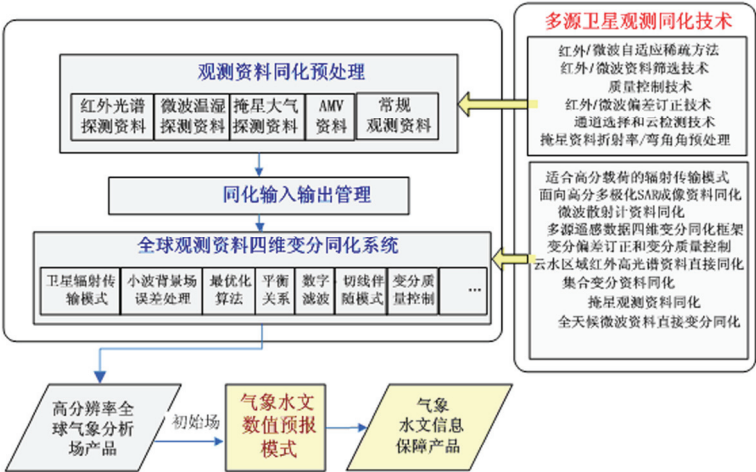 多源卫星观测同化技术
红外/微波自适应稀疏方法
红外/微波资料筛选技术
质量控制技术
红外/微波偏差订正技术
通道选择和云检测技术
掩星资料折射率/弯角角预处理
观测资料同化预处理
红外光谱
探测资料
微波温湿
探测资料
掩星大气
探测资料
AMV
资料
常规
观测资料
同化输入输出管理
适合高分载荷的辐射传输模式
面向高分多极化SAR成像资料同化
微波散射计资料同化
多源遥感数据四维变分同化框架
变分偏差订正和变分质量控制
云水区域红外高光谱资料直接同化
集合变分资料同化
掩星观测资料同化
全天候微波资料直接变分同化
全球观测资料四维变分同化系统
卫星辐射传
输模式
小波背景场
误差处理
最优化
算法
平衡
关系
数字
滤波
切线伴
随模式
变分质
量控制
...
高分辨率全
球气象分析
场产品
初始场
气象水文
数值预报
模式
气象
水文信息
保障产品